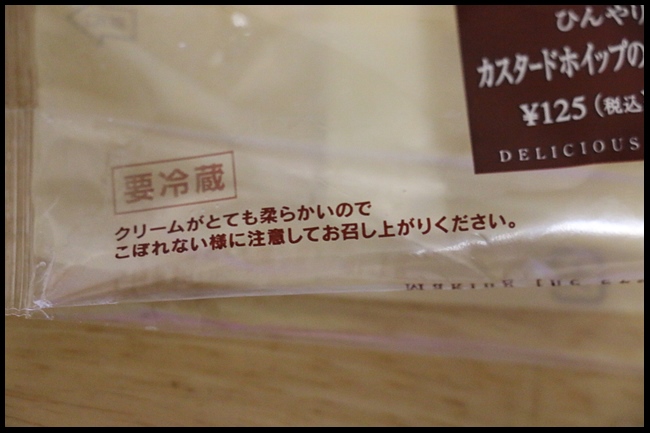 ひんやり
カスタードホイップの
¥125(税込
DELICIOUS
要冷蔵
クリームがとても柔らかいので
こぼれない様に注意してお召し上がりください。
Making the